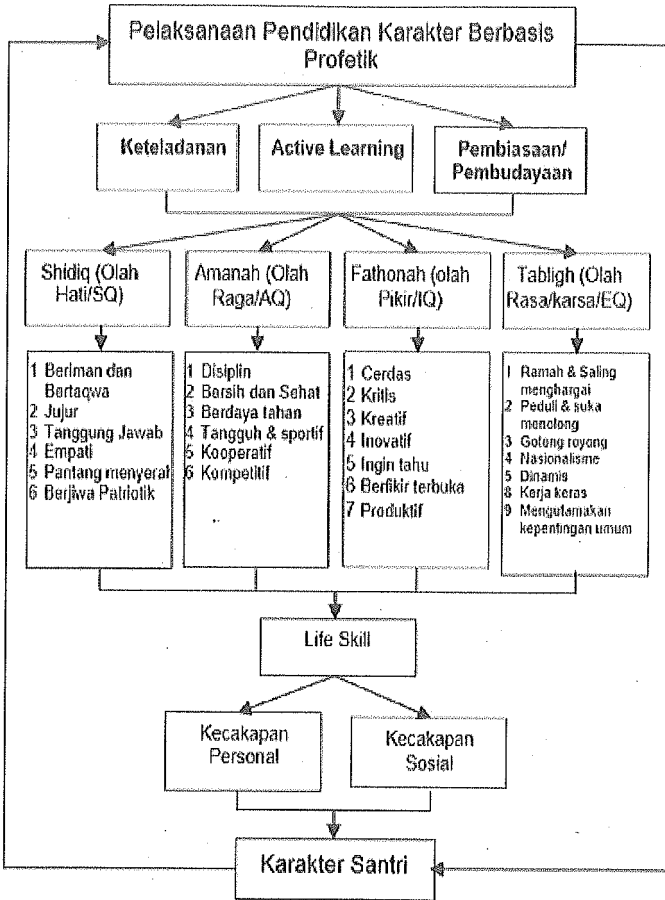 Pelaksanaan Pendidikan Karakter Berbasis
Profetik
Keteladanan
Active Learning
Pembiasaan/
Pembudayaan
Shidiq (Olah
Hati/SQ)
Amanah (Olah
Raga/AQ)
Fathonah (olah
Pikir/IQ)
Tabligh (Olah
Rasa/karsa/EQ)
1 Beriman dan
Bertaqwa
2 Jujur
3 Tanggung Jawab
4 Empati
5 Pantang menyeral
6 Berjiwa Patriotik
1 Disiplin
2 Bersih dan Sehat
3 Berdaya tahan
4 Tangguh & sportif
5 Kooperatif
6 Kompetitif
1 Cerdas
2 Kritis
3 Kreatif
4 Inovatif
5 Ingin tahu
6 Berfikir terbuka
7 Produktif
1 Ramah & Saling
menghargai
2 Peduli & suka
menolong
3 Gotong royong
4 Nasionalisme
5 Dinamis
8 Kerja keras
9 Mengutamakan
kepentingan umum
Life Skill
Kecakapan
Personal
Kecakapan
Sosial
Karakter Santri